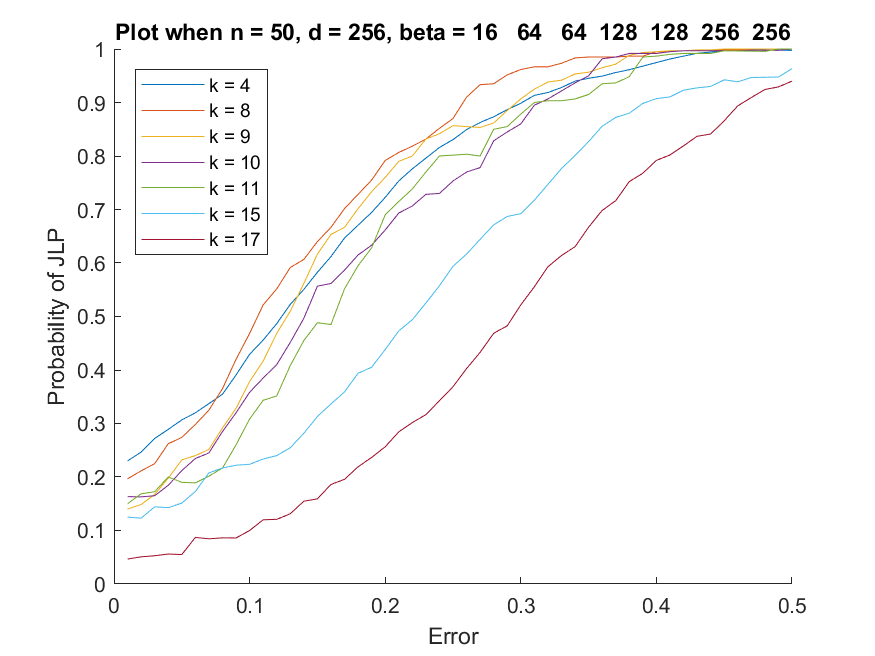 Plot when n = 50, d = 256, beta = 16 64 64 128 128 256 256
1
0.9
0.8
0.7
0.6
0.5
0.4
0.3
0.2
0.1
0
Probability of JLP
k = 4
k = 8
k = 9
k = 10
k = 11
k = 15
k = 17
0 0.1 0.2 0.3 0.4 0.5
Error